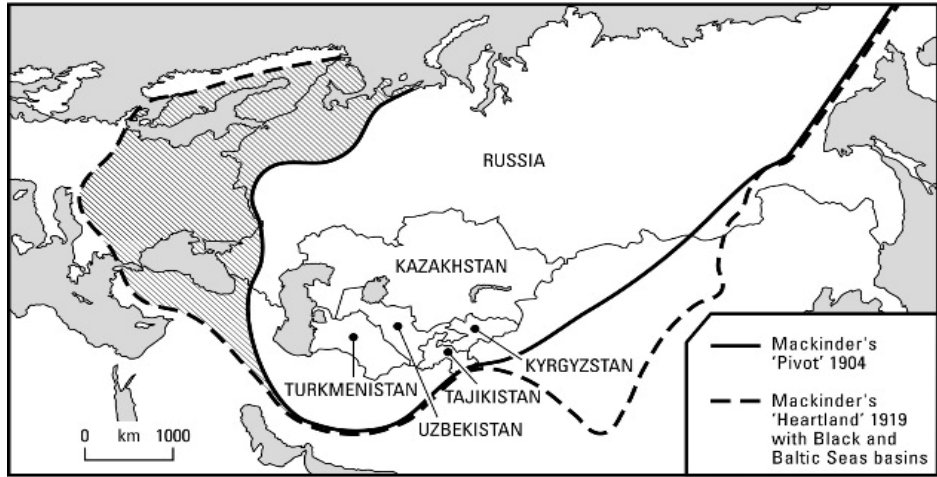 RUSSIA
KAZAKHSTAN
KYRGYZSTAN
TURKMENISTAN
TAJIKISTAN
UZBEKISTAN
0 km 1000
Mackinder's
'Pivot' 1904
Mackinder's
'Heartland' 1919
with Black and
Baltic Seas basins